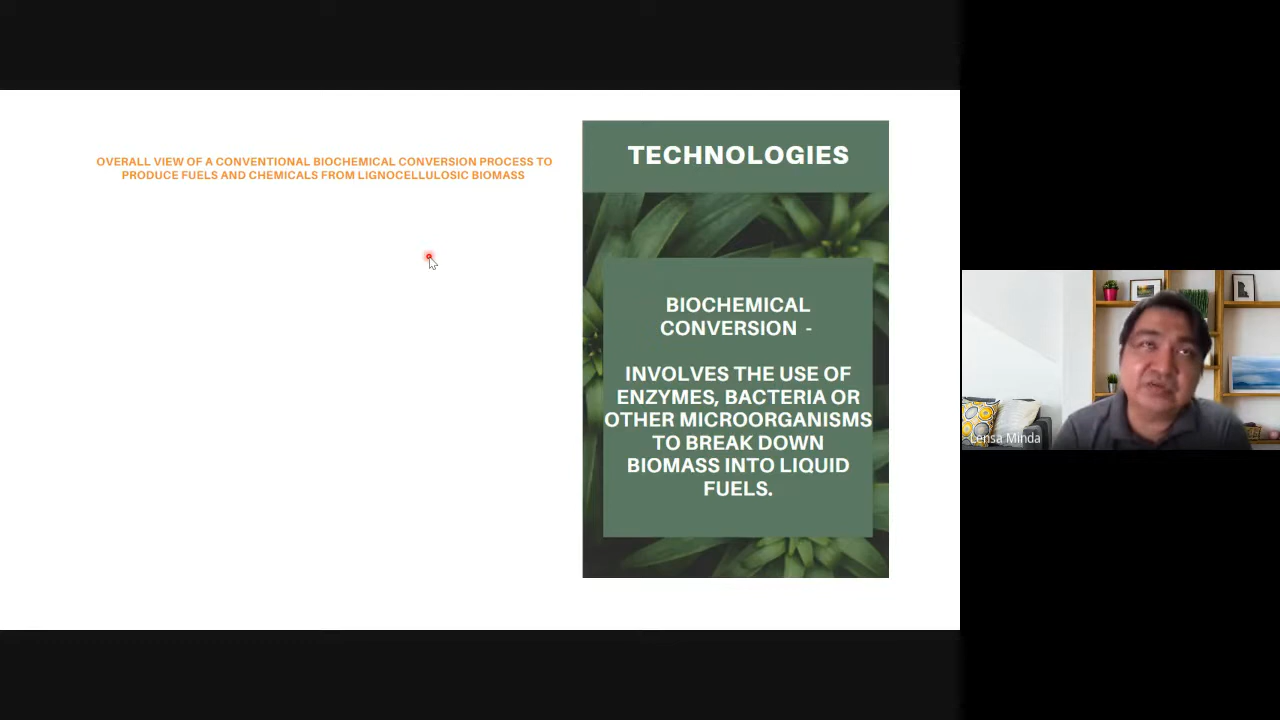 OVERALL VIEW OF A CONVENTIONAL BIOCHEMICAL CONVERSION PROCESS TO
PRODUCE FUELS AND CHEMICALS FROM LIGNOCELLULOSIC BIOMASS
TECHNOLOGIES
BIOCHEMICAL
CONVERSION -
INVOLVES THE USE OF
ENZYMES, BACTERIA OR
OTHER MICROORGANISMS
TO BREAK DOWN
BIOMASS INTO LIQUID
FUELS.
Lensa Minda